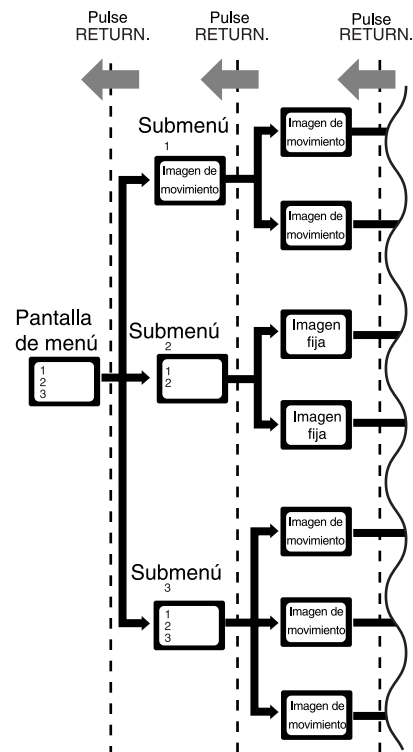 Pulse
RETURN.
Pulse
RETURN.
Pulse
RETURN.
Submenú
1
Imagen de
movimiento
Imagen de
movimiento
Imagen de
movimiento
Pantalla
de menú
1
2
3
Submenú
2
1
2
Imagen
fija
Imagen
fija
Submenú
3
1
2
3
Imagen de
movimiento
Imagen de
movimiento
Imagen de
movimiento